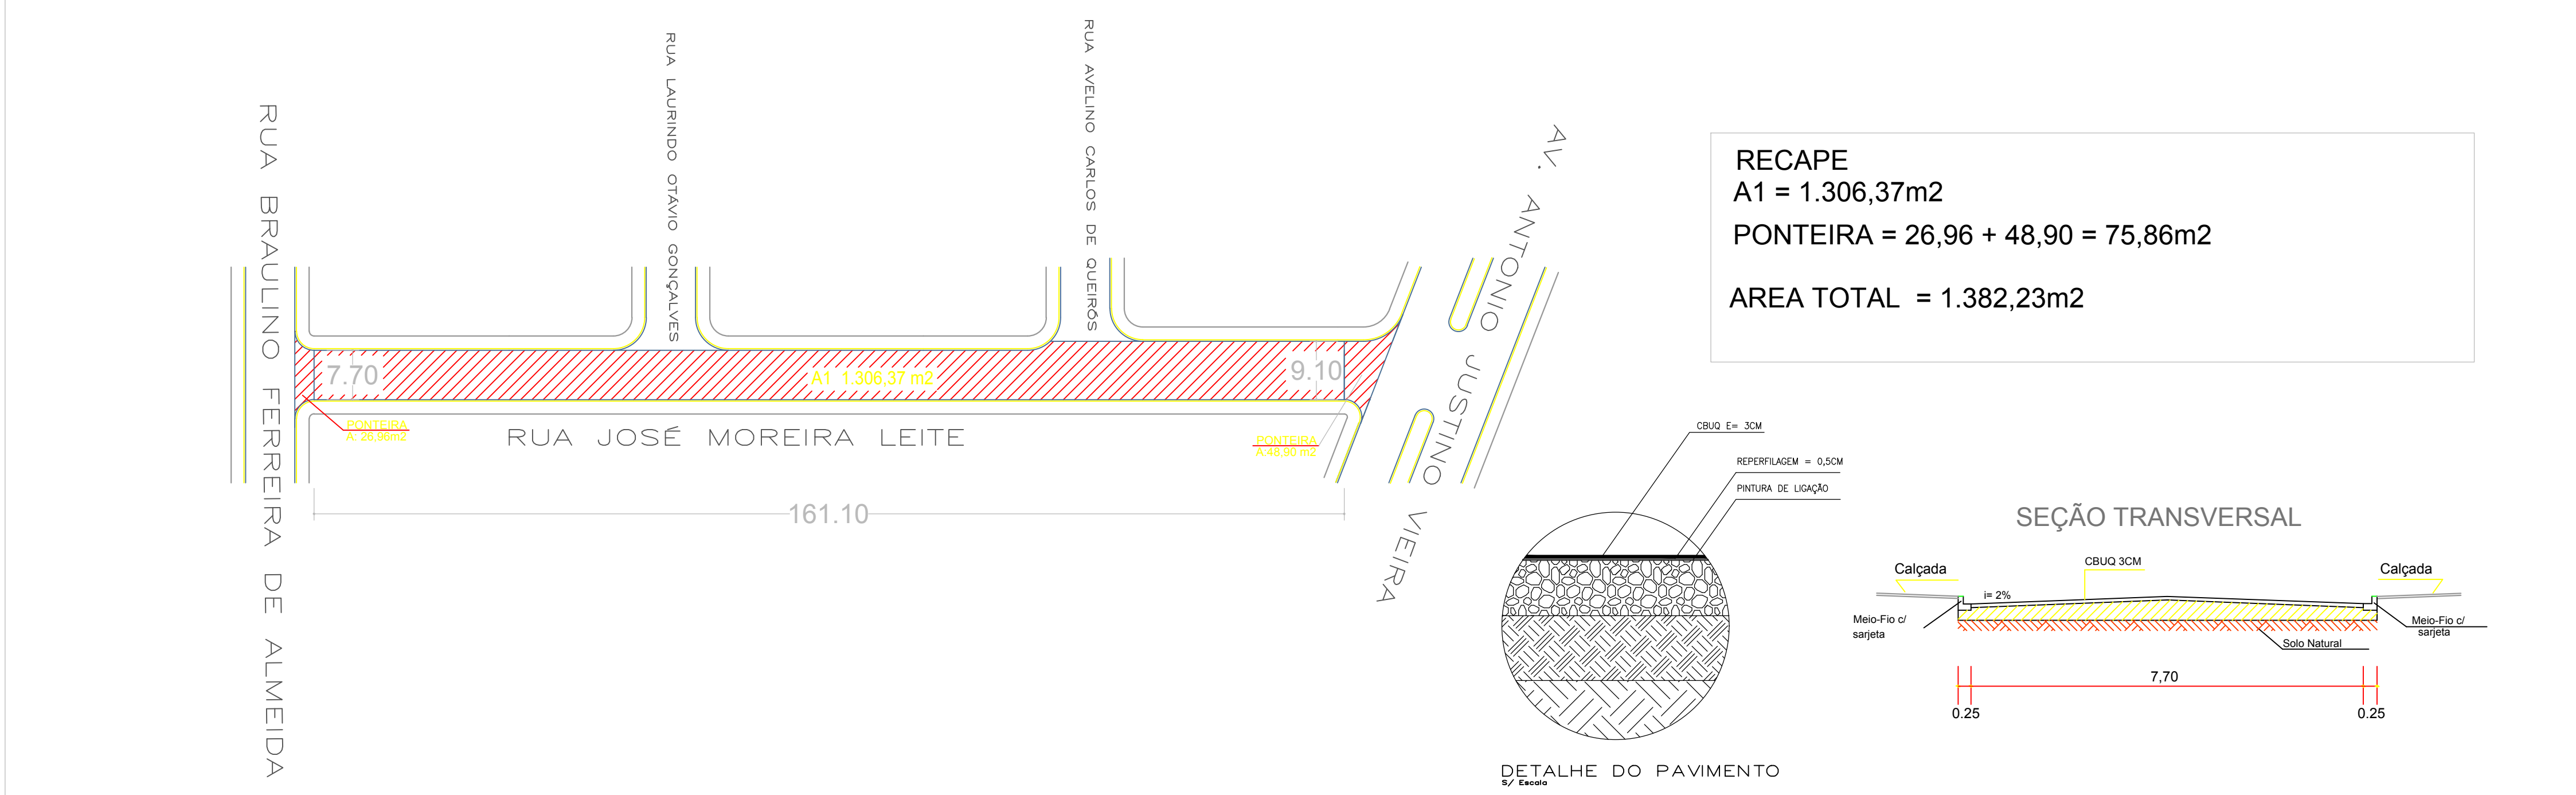 RUA BRAULINO FERREIRA DE ALMEIDA
RUA LAURINDO OTÁVIO GONÇALVES
RUA AVELINO CARLOS DE QUEIRÓS
AV. ANTONIO JUSTINO VIEIRA
7.70
A1 1.306,37 m2
9.10
PONTEIRA
A: 26,96m2
RUA JOSÉ MOREIRA LEITE
PONTEIRA
A:48,90 m2
161.10
RECAPE
A1 = 1.306,37m2
PONTEIRA = 26,96 + 48,90 = 75,86m2
AREA TOTAL = 1.382,23m2
CBUQ E= 3CM
REPERFILAGEM = 0,5CM
PINTURA DE LIGAÇÃO
DETALHE DO PAVIMENTO
S/ Escala
SEÇÃO TRANSVERSAL
Calçada
CBUQ 3CM
Calçada
i= 2%
Meio-Fio c/
sarjeta
Meio-Fio c/
sarjeta
Solo Natural
7,70
0.25
0.25